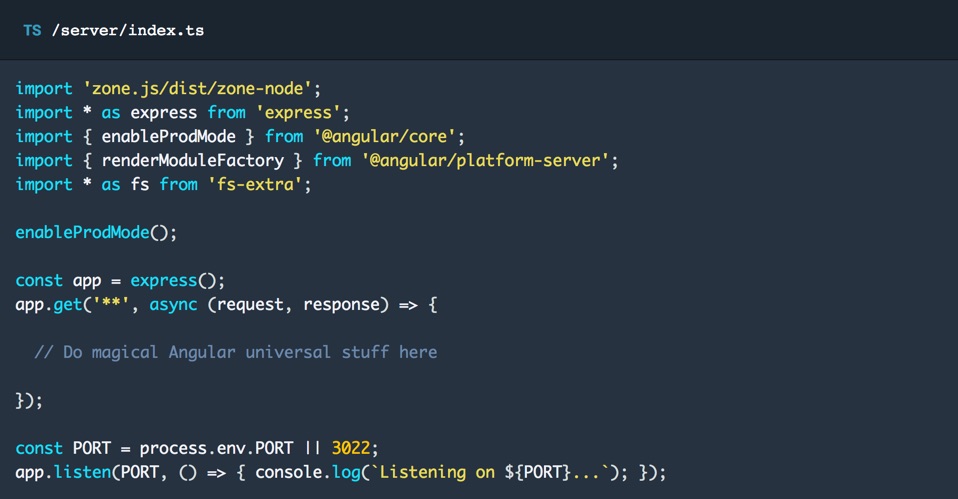 TS /server/index.ts
import 'zone.js/dist/zone-node';
import * as express from 'express';
import { enableProdMode } from '@angular/core';
import { renderModuleFactory } from '@angular/platform-server';
import * as fs from 'fs-extra';
enableProdMode();
const app = express();
app.get('**', async (request, response) => {
  // Do magical Angular universal stuff here
});
const PORT = process.env.PORT || 3022;
app.listen(PORT, () => { console.log(`Listening on ${PORT}...`); });